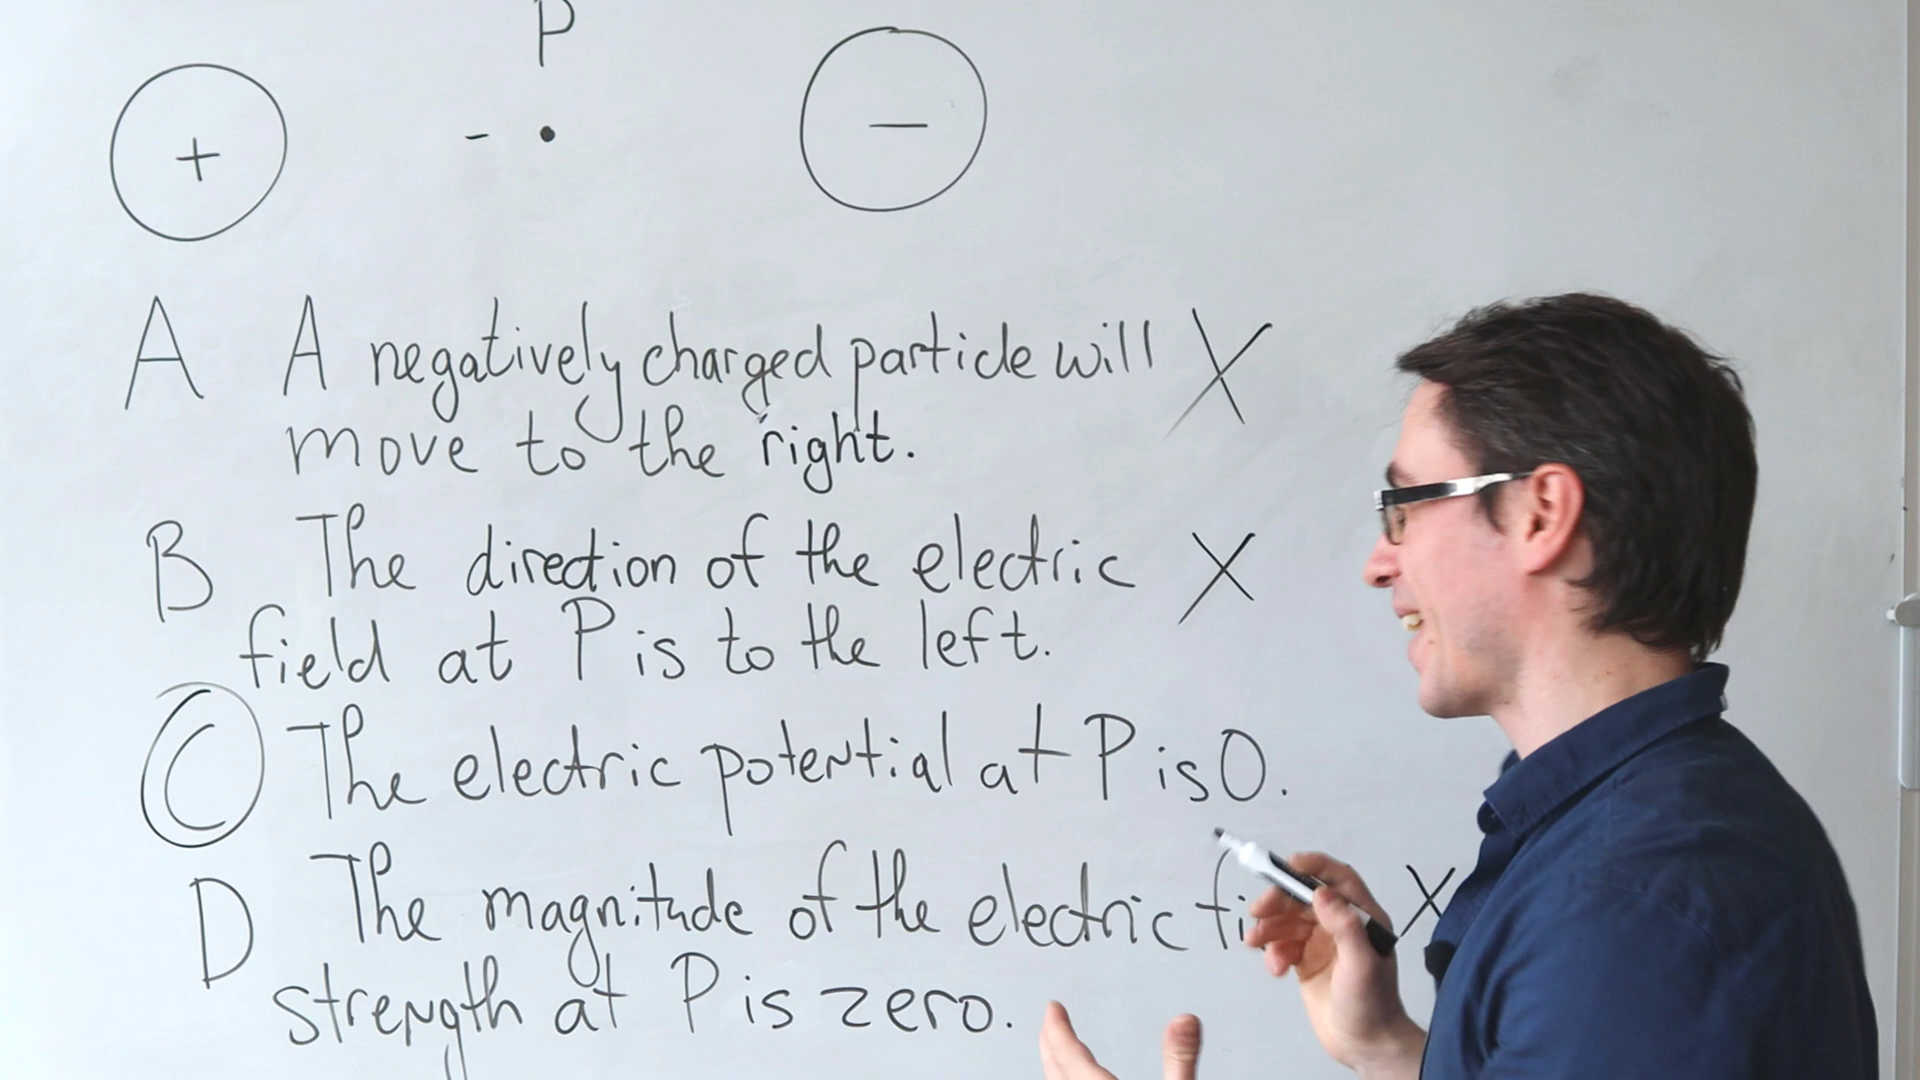 P
+ - • —
A A negatively charged particle will X
move to the right.
B The direction of the electric X
field at P is to the left.
C The electric potential at P is 0.
D The magnitude of the electric X
strength at P is zero.